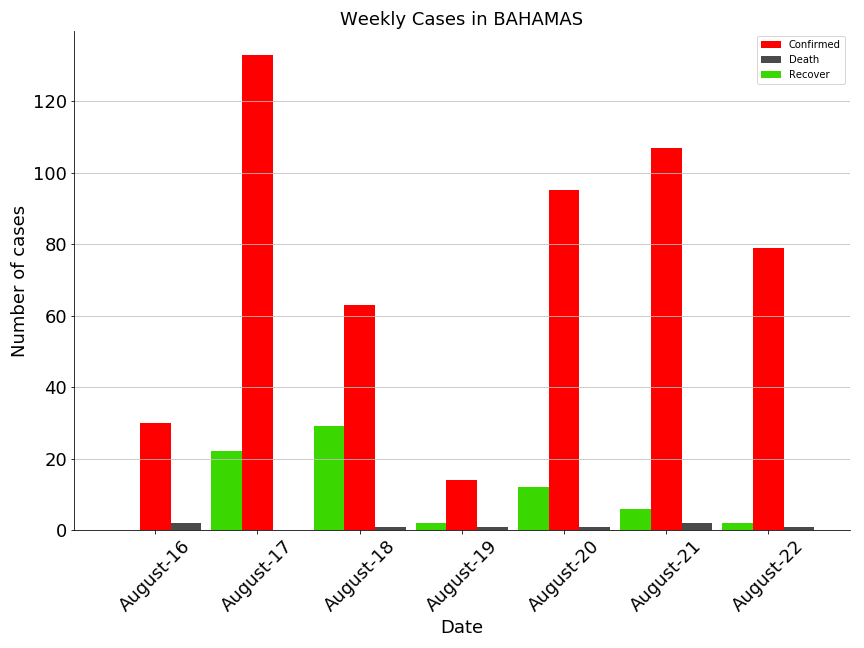 Weekly Cases in BAHAMAS
Confirmed
Death
Recover
Number of cases
120
100
80
60
40
20
0
August-16
August-17
August-18
August-19
August-20
August-21
August-22
Date